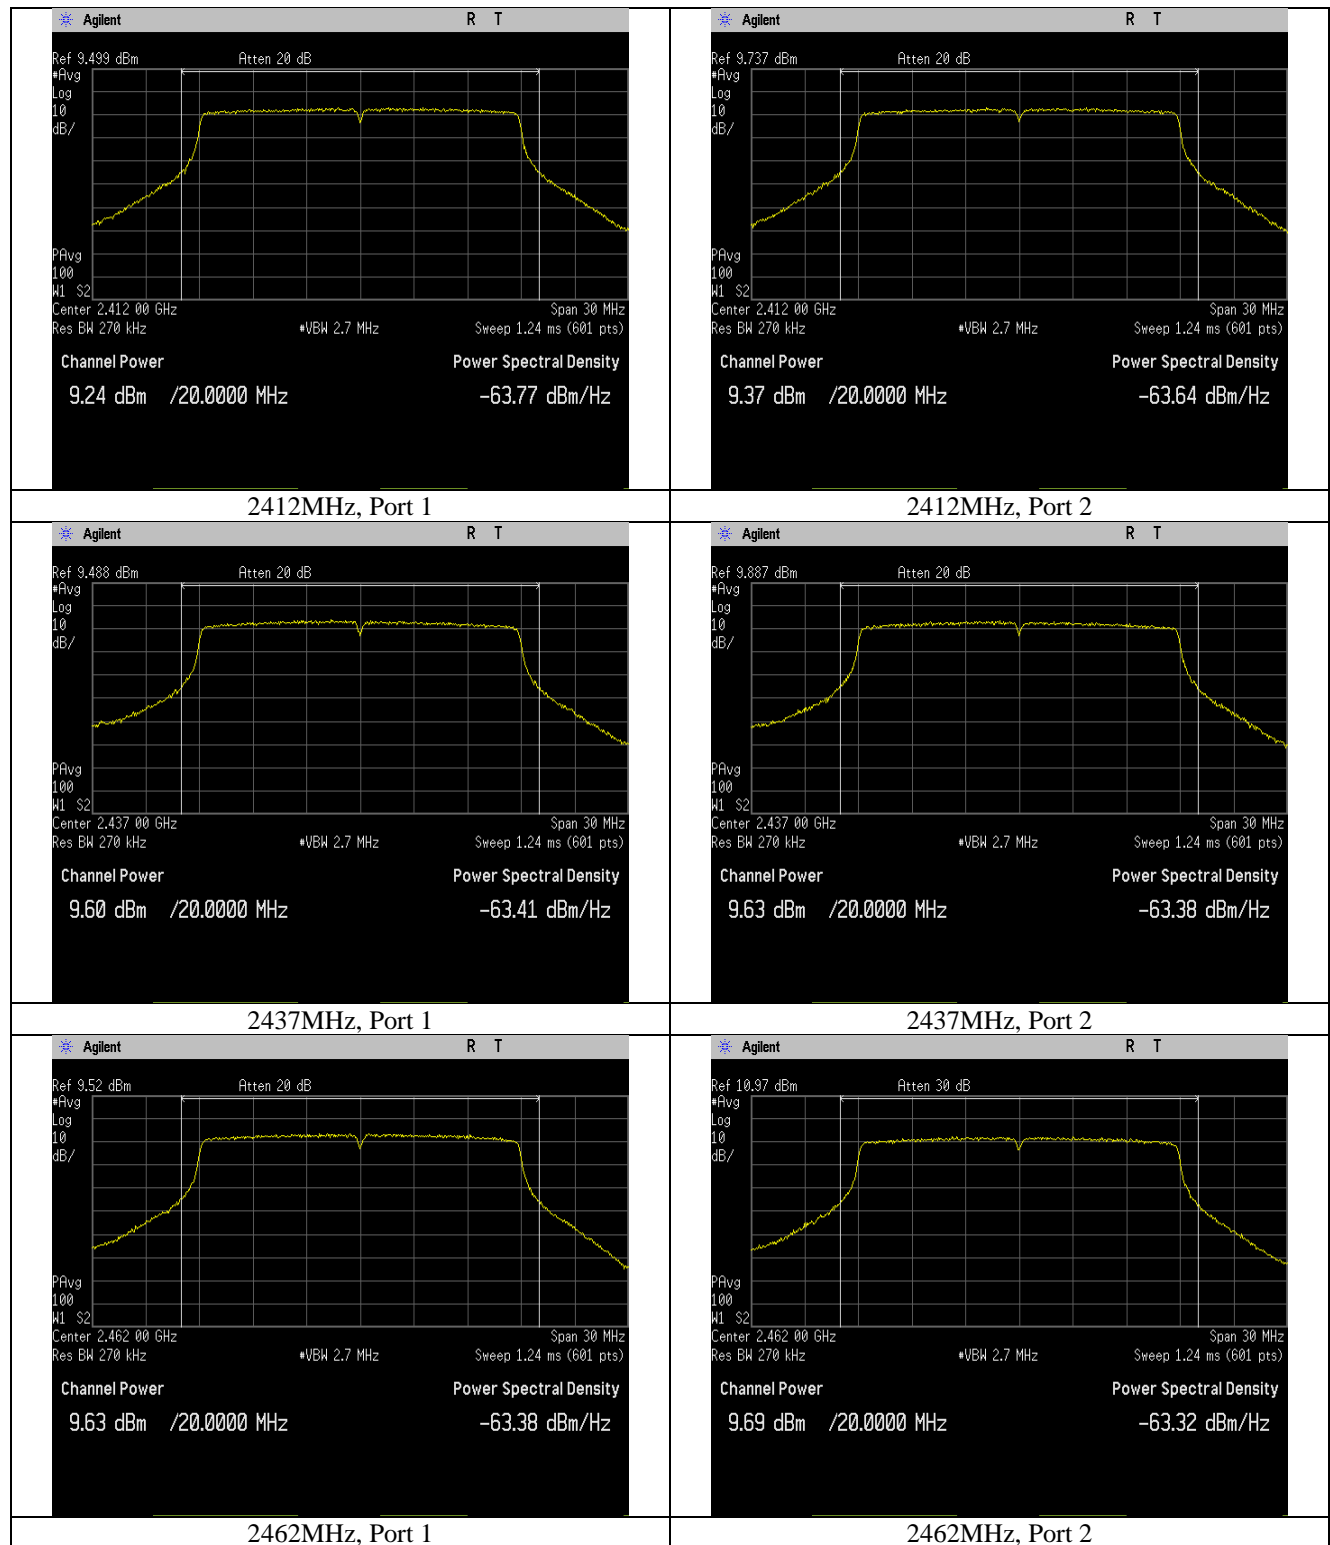 Agilent R T
Ref 9.499 dBm Atten 20 dB
#Avg
Log
10
dB/
PAvg
100
W1 S2
Center 2.412 00 GHz Span 30 MHz
Res BW 270 kHz #VBW 2.7 MHz Sweep 1.24 ms (601 pts)
Channel Power Power Spectral Density
9.24 dBm /20.0000 MHz -63.77 dBm/Hz
2412MHz, Port 1
Agilent R T
Ref 9.737 dBm Atten 20 dB
#Avg
Log
10
dB/
PAvg
100
W1 S2
Center 2.412 00 GHz Span 30 MHz
Res BW 270 kHz #VBW 2.7 MHz Sweep 1.24 ms (601 pts)
Channel Power Power Spectral Density
9.37 dBm /20.0000 MHz -63.64 dBm/Hz
2412MHz, Port 2
Agilent R T
Ref 9.488 dBm Atten 20 dB
#Avg
Log
10
dB/
PAvg
100
W1 S2
Center 2.437 00 GHz Span 30 MHz
Res BW 270 kHz #VBW 2.7 MHz Sweep 1.24 ms (601 pts)
Channel Power Power Spectral Density
9.60 dBm /20.0000 MHz -63.41 dBm/Hz
2437MHz, Port 1
Agilent R T
Ref 9.887 dBm Atten 20 dB
#Avg
Log
10
dB/
PAvg
100
W1 S2
Center 2.437 00 GHz Span 30 MHz
Res BW 270 kHz #VBW 2.7 MHz Sweep 1.24 ms (601 pts)
Channel Power Power Spectral Density
9.63 dBm /20.0000 MHz -63.38 dBm/Hz
2437MHz, Port 2
Agilent R T
Ref 9.52 dBm Atten 20 dB
#Avg
Log
10
dB/
PAvg
100
W1 S2
Center 2.462 00 GHz Span 30 MHz
Res BW 270 kHz #VBW 2.7 MHz Sweep 1.24 ms (601 pts)
Channel Power Power Spectral Density
9.63 dBm /20.0000 MHz -63.38 dBm/Hz
2462MHz, Port 1
Agilent R T
Ref 10.97 dBm Atten 30 dB
#Avg
Log
10
dB/
PAvg
100
W1 S2
Center 2.462 00 GHz Span 30 MHz
Res BW 270 kHz #VBW 2.7 MHz Sweep 1.24 ms (601 pts)
Channel Power Power Spectral Density
9.69 dBm /20.0000 MHz -63.32 dBm/Hz
2462MHz, Port 2